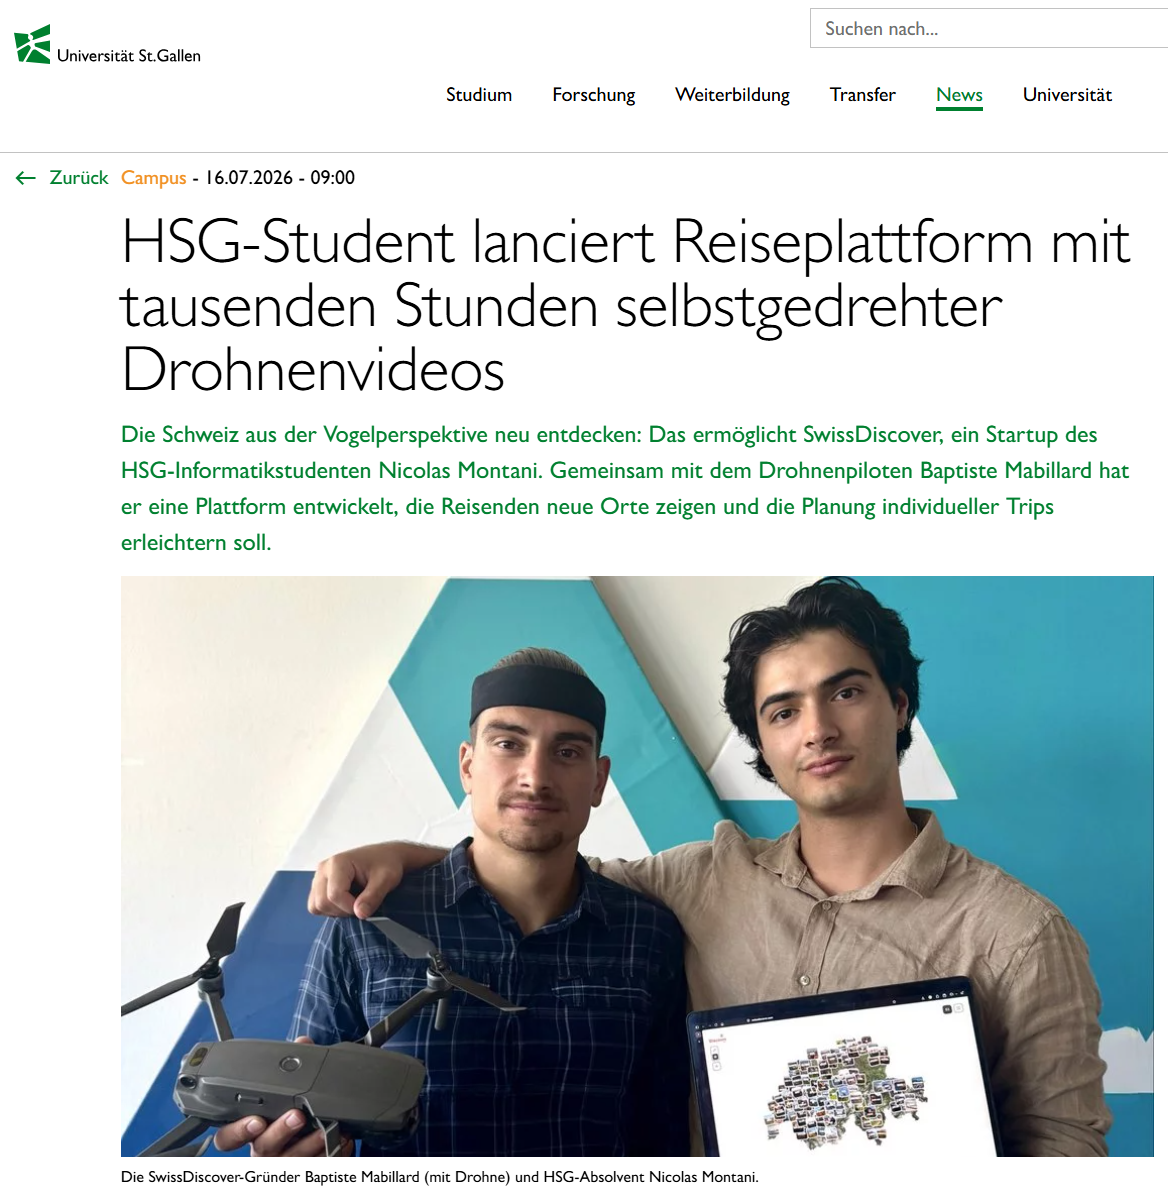 Universität St.Gallen
Suchen nach...
Studium Forschung Weiterbildung Transfer News Universität
Zurück Campus - 16.07.2026 - 09:00
HSG-Student lanciert Reiseplattform mit
tausenden Stunden selbstgedrehter
Drohnenvideos
Die Schweiz aus der Vogelperspektive neu entdecken: Das ermöglicht SwissDiscover, ein Startup des
HSG-Informatikstudenten Nicolas Montani. Gemeinsam mit dem Drohnenpiloten Baptiste Mabillard hat
er eine Plattform entwickelt, die Reisenden neue Orte zeigen und die Planung individueller Trips
erleichtern soll.
Die SwissDiscover-Gründer Baptiste Mabillard (mit Drohne) und HSG-Absolvent Nicolas Montani.